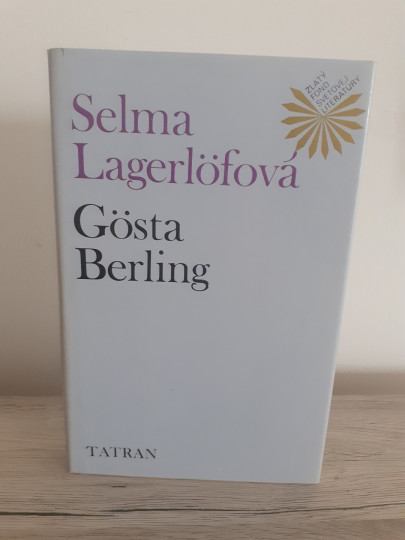 ZLATÝ
FOND
SVETOVEJ
LITERATÚRY
Selma
Lagerlöfová
Gösta
Berling
TATRAN